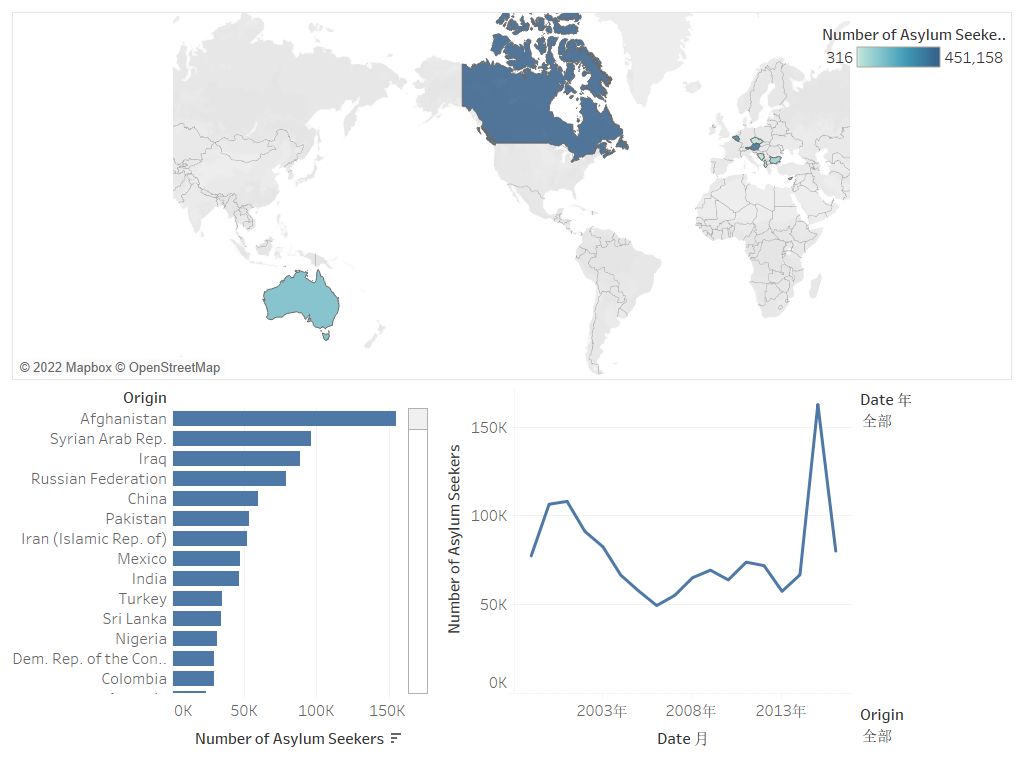 Number of Asylum Seeke..
316 451,158
© 2022 Mapbox © OpenStreetMap
Origin
Afghanistan
Syrian Arab Rep.
Iraq
Russian Federation
China
Pakistan
Iran (Islamic Rep. of)
Mexico
India
Turkey
Sri Lanka
Nigeria
Dem. Rep. of the Con..
Colombia
0K 50K 100K 150K
Number of Asylum Seekers
Number of Asylum Seekers
150K
100K
50K
0K
2003年 2008年 2013年
Date 月
Date 年
全部
Origin
全部